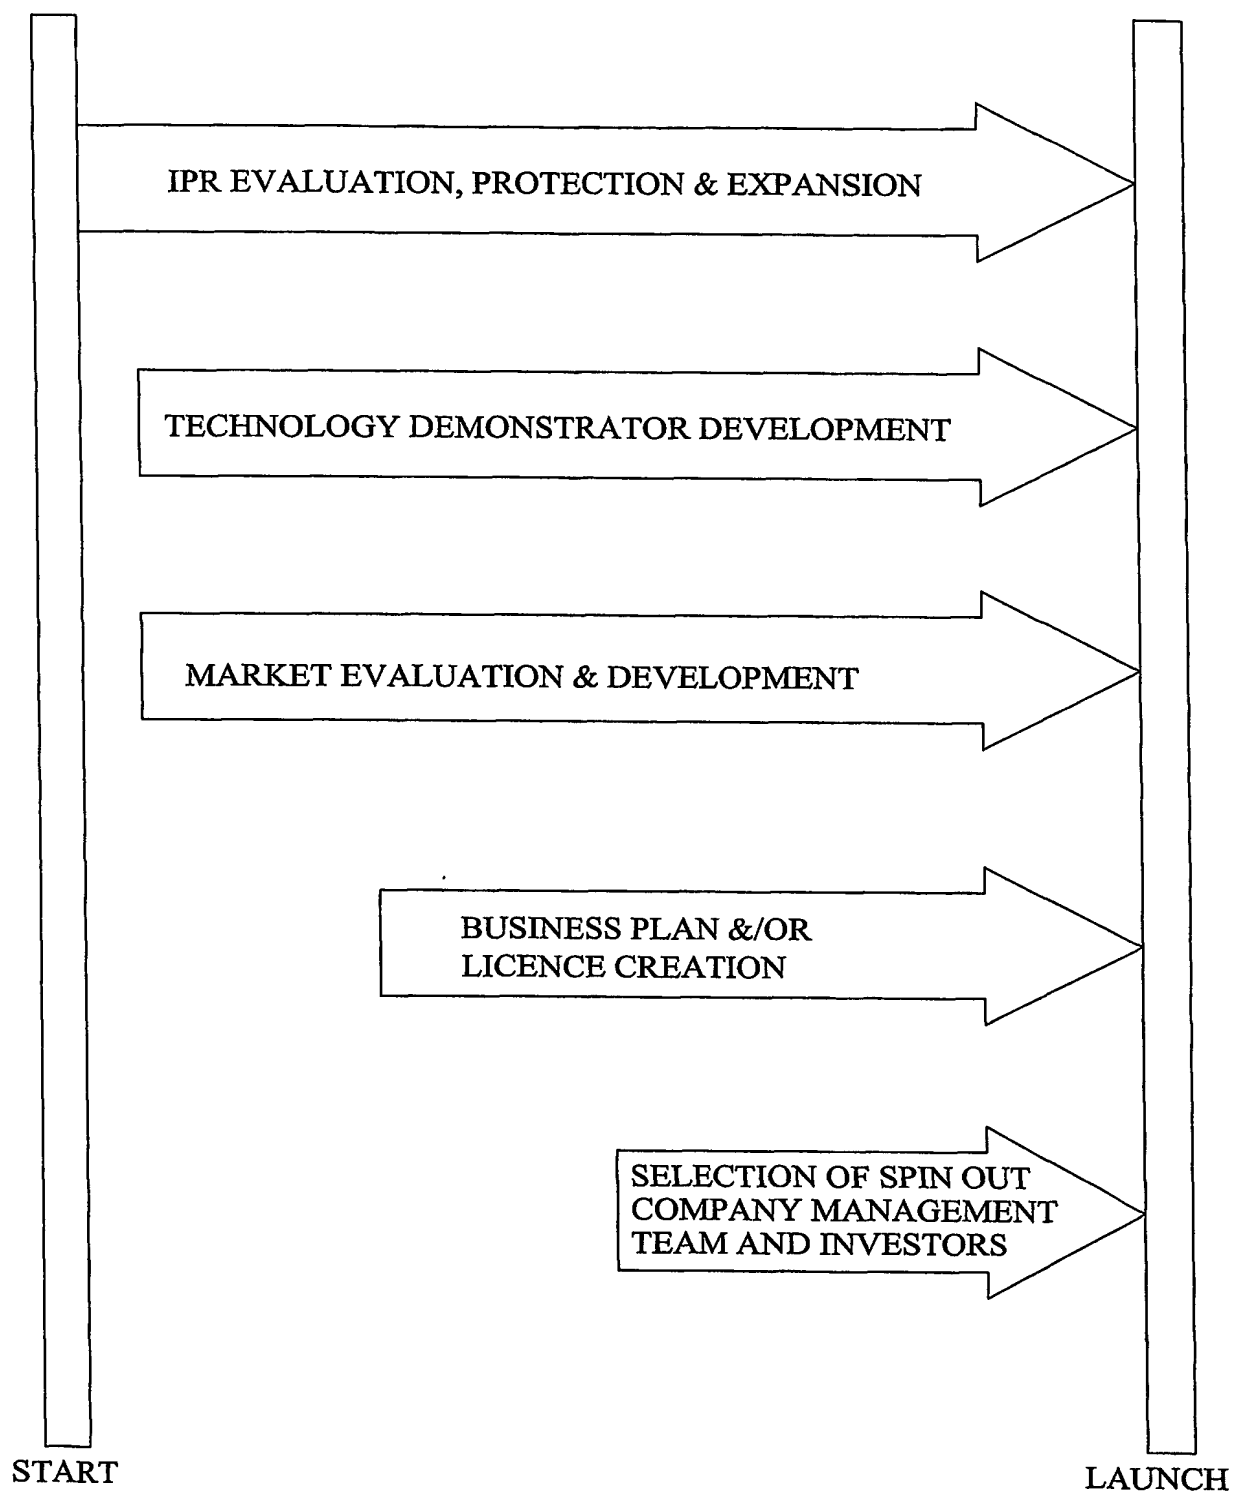 IPR EVALUATION, PROTECTION & EXPANSION
TECHNOLOGY DEMONSTRATOR DEVELOPMENT
MARKET EVALUATION & DEVELOPMENT
BUSINESS PLAN &/OR
LICENCE CREATION
SELECTION OF SPIN OUT
COMPANY MANAGEMENT
TEAM AND INVESTORS
START
LAUNCH